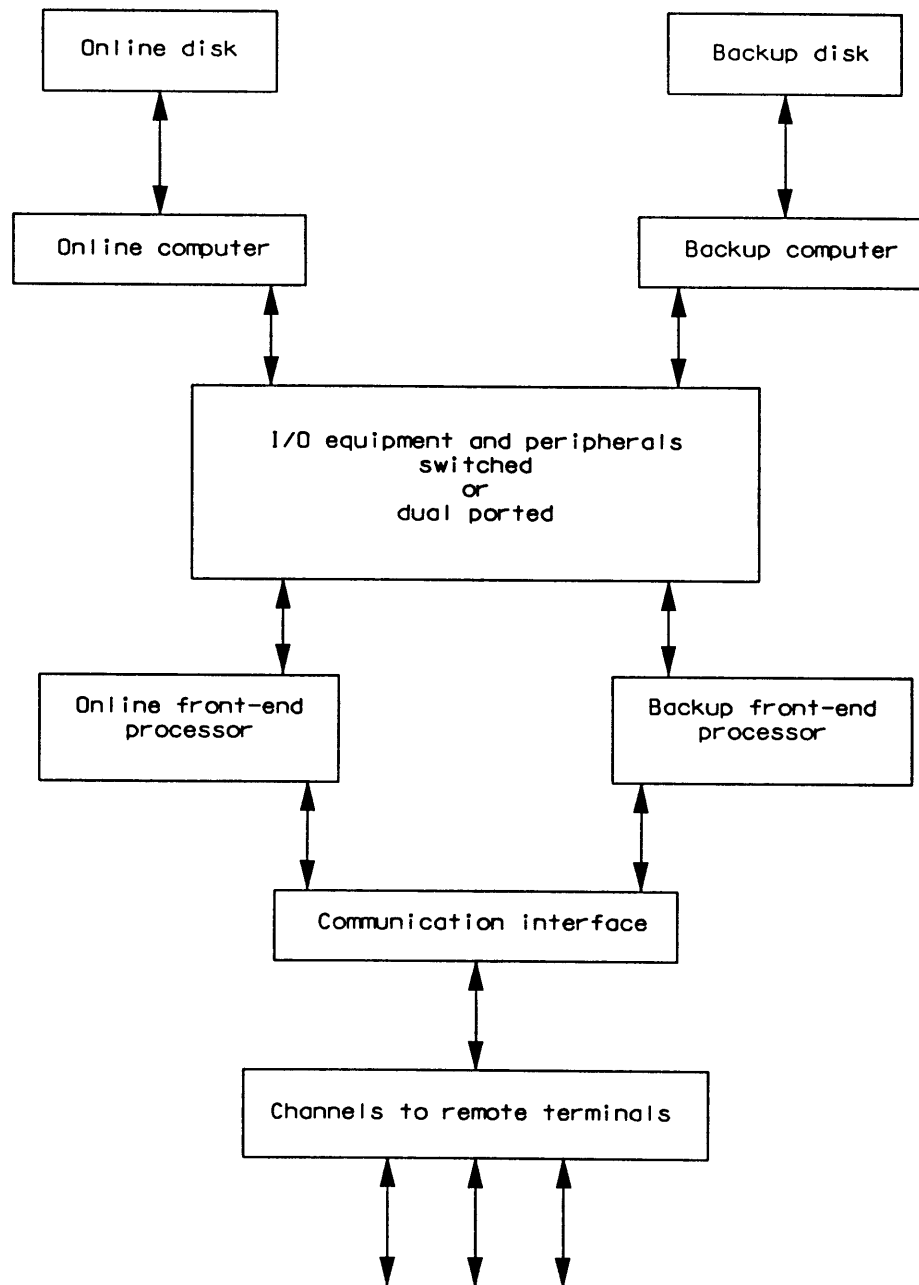 Online disk
Backup disk
Online computer
Backup computer
I/O equipment and peripherals
switched
or
dual ported
Online front-end
processor
Backup front-end
processor
Communication interface
Channels to remote terminals